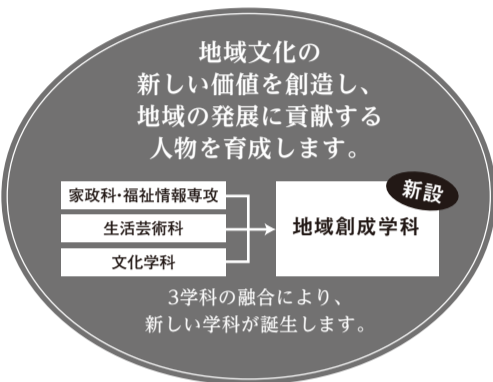 地域文化の
新しい価値を創造し、
地域の発展に貢献する
人物を育成します。
家政科・福祉情報専攻
生活芸術科
文化学科
新設
地域創成学科
3学科の融合により、
新しい学科が誕生します。